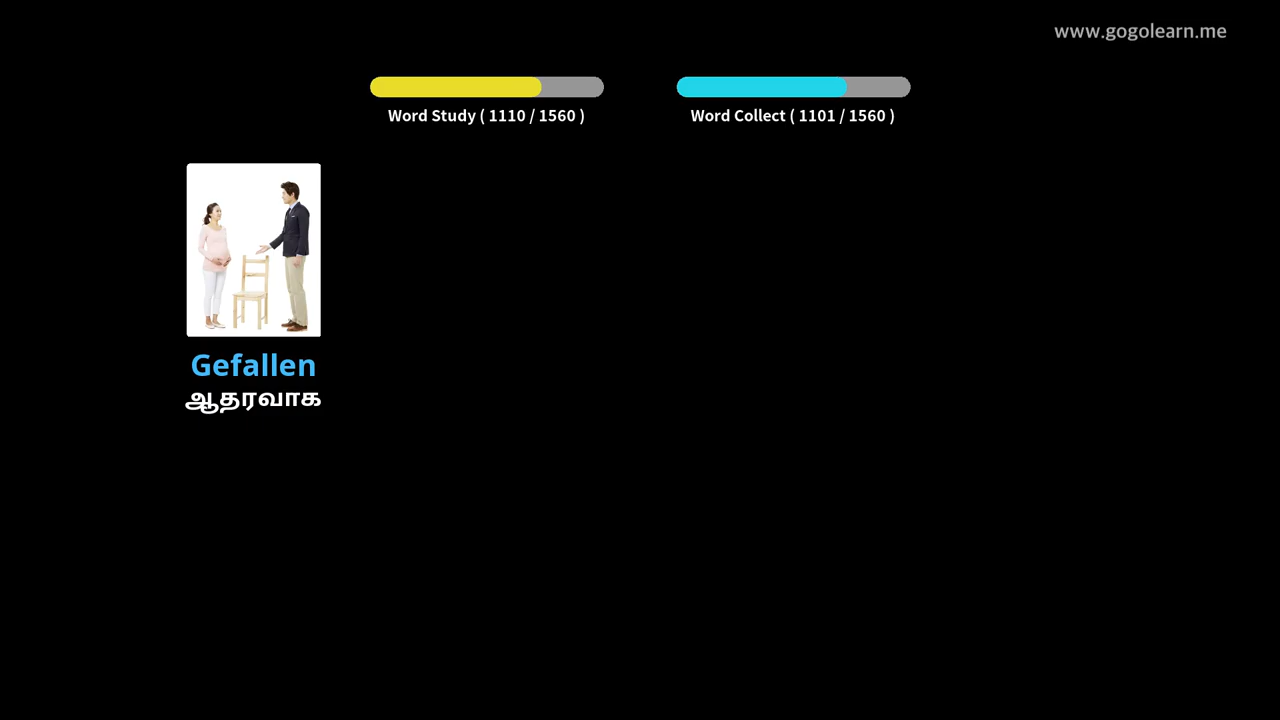 www.gogolearn.me
Word Study ( 1110 / 1560 )
Word Collect ( 1101 / 1560 )
Gefallen
ஆதரவாக